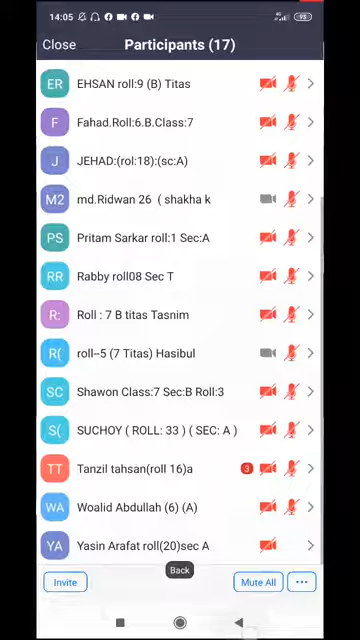 14:05
4G
95
Close
Participants (17)
ER EHSAN roll:9 (B) Titas
F Fahad.Roll:6.B.Class:7
J JEHAD:(rol:18):(sc:A)
M2 md.Ridwan 26 ( shakha k
PS Pritam Sarkar roll:1 Sec:A
RR Rabby roll08 Sec T
R: Roll : 7 B titas Tasnim
R( roll--5 (7 Titas) Hasibul
SC Shawon Class:7 Sec:B Roll:3
S( SUCHOY ( ROLL: 33 ) ( SEC: A )
TT Tanzil tahsan(roll 16)a 3
WA Woalid Abdullah (6) (A)
YA Yasin Arafat roll(20)sec A
Back
Invite
Mute All
...